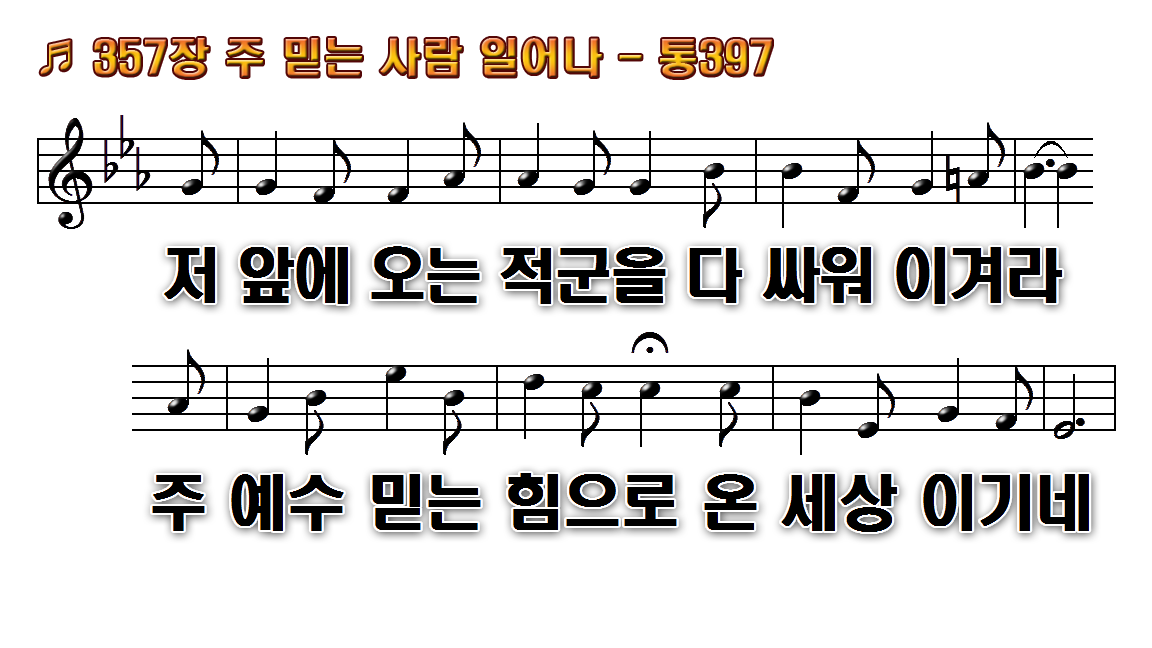 ♬ 357장 주 믿는 사람 일어나 - 통397
저 앞에 오는 적군을 다 싸워 이겨라
주 예수 믿는 힘으로 온 세상 이기네